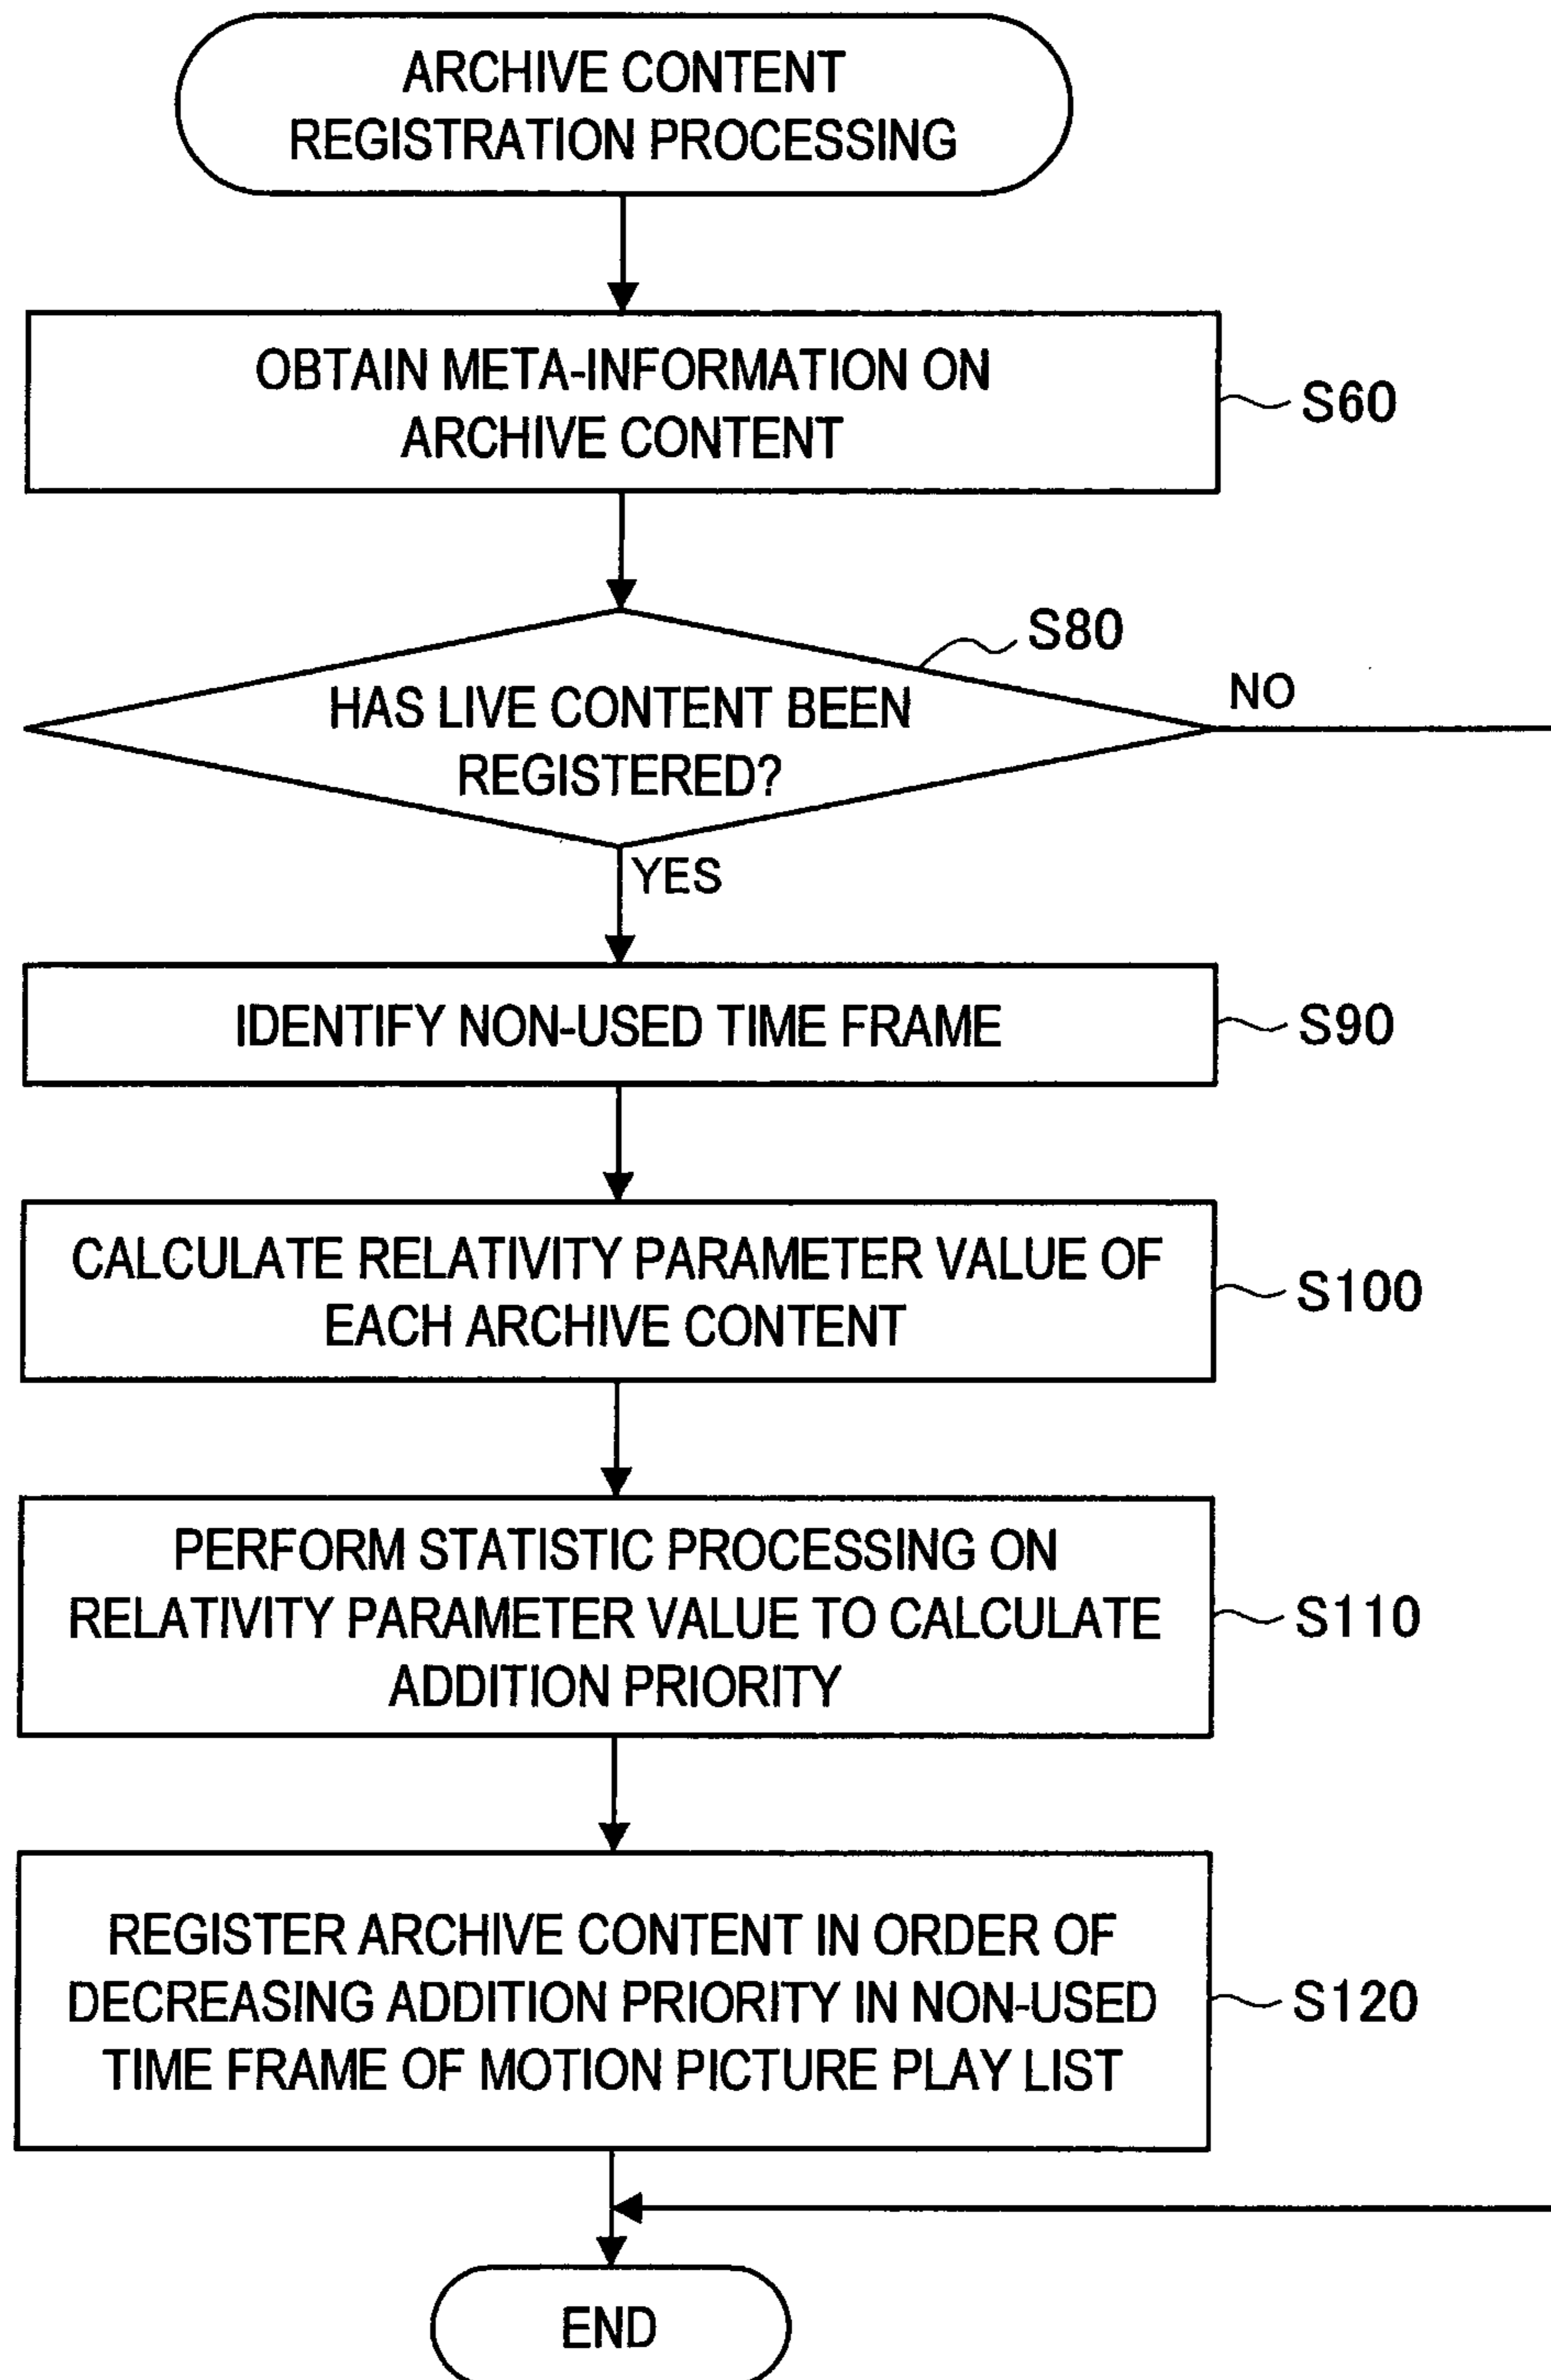 ARCHIVE CONTENT
REGISTRATION PROCESSING
OBTAIN META-INFORMATION ON
ARCHIVE CONTENT
S60
S80
HAS LIVE CONTENT BEEN
REGISTERED?
NO
YES
IDENTIFY NON-USED TIME FRAME
S90
CALCULATE RELATIVITY PARAMETER VALUE OF
EACH ARCHIVE CONTENT
S100
PERFORM STATISTIC PROCESSING ON
RELATIVITY PARAMETER VALUE TO CALCULATE
ADDITION PRIORITY
S110
REGISTER ARCHIVE CONTENT IN ORDER OF
DECREASING ADDITION PRIORITY IN NON-USED
TIME FRAME OF MOTION PICTURE PLAY LIST
S120
END